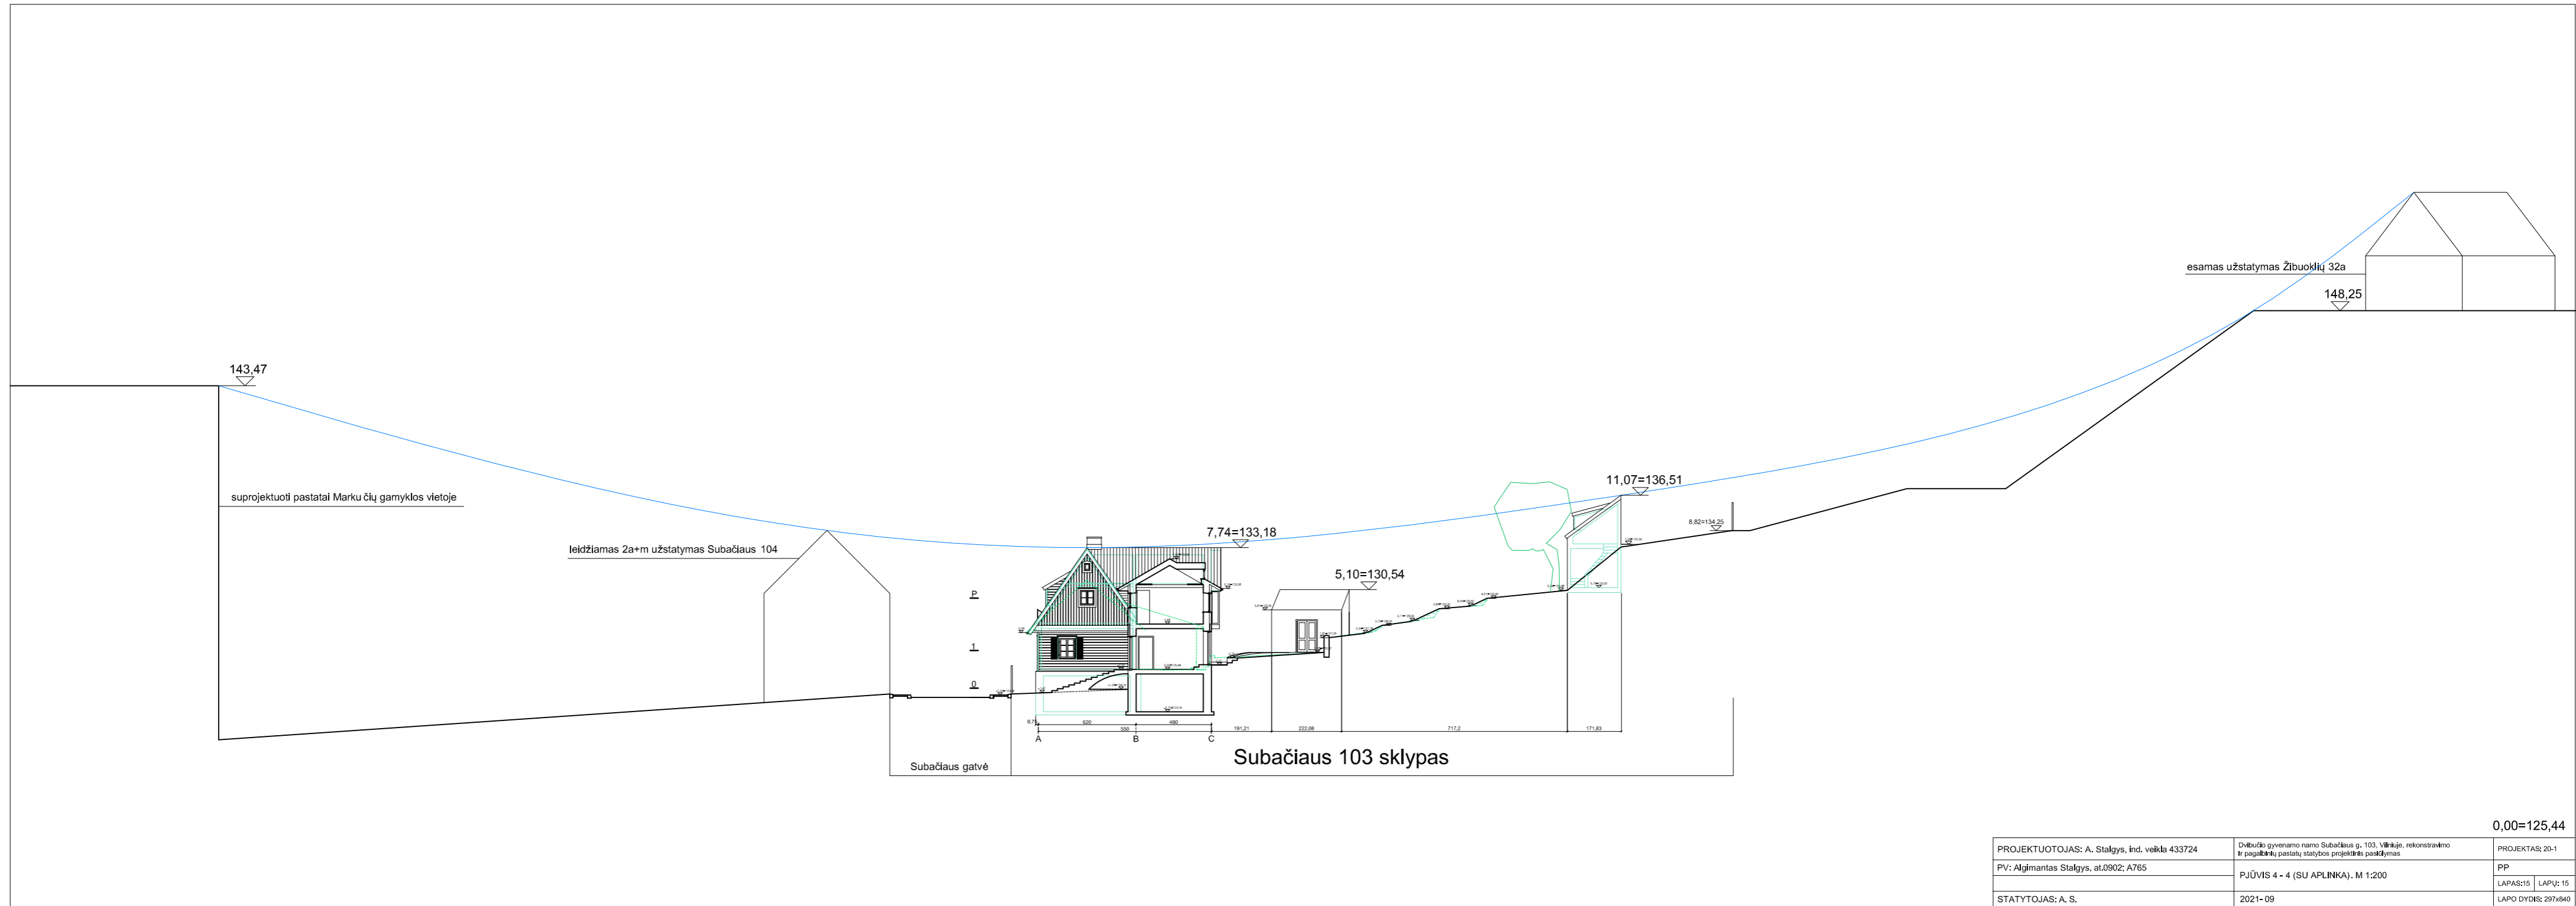 esamas užstatymas Žibuoklių 32a
148,25
143,47
suprojektuoti pastatai Markučių gamyklos vietoje
11,07=136,51
8,82=134,25
7,74=133,18
leidžiamas 2a+m užstatymas Subačiaus 104
5,10=130,54
P
1
0
8,75
620
480
550
191,21
222,08
717,2
171,83
A
B
C
Subačiaus 103 sklypas
Subačiaus gatvė
0,00=125,44
PROJEKTUOTOJAS: A. Stalgys, ind. veikla 433724
Dvibučio gyvenamo namo Subačiaus g. 103, Vilniuje, rekonstravimo
ir pagalbinių pastatų statybos projektinis pasiūlymas
PROJEKTAS; 20-1
PV: Algimantas Stalgys, at.0902; A765
PJŪVIS 4 - 4 (SU APLINKA). M 1:200
PP
LAPAS:15
LAPŲ: 15
STATYTOJAS: A. S.
2021- 09
LAPO DYDIS: 297x840